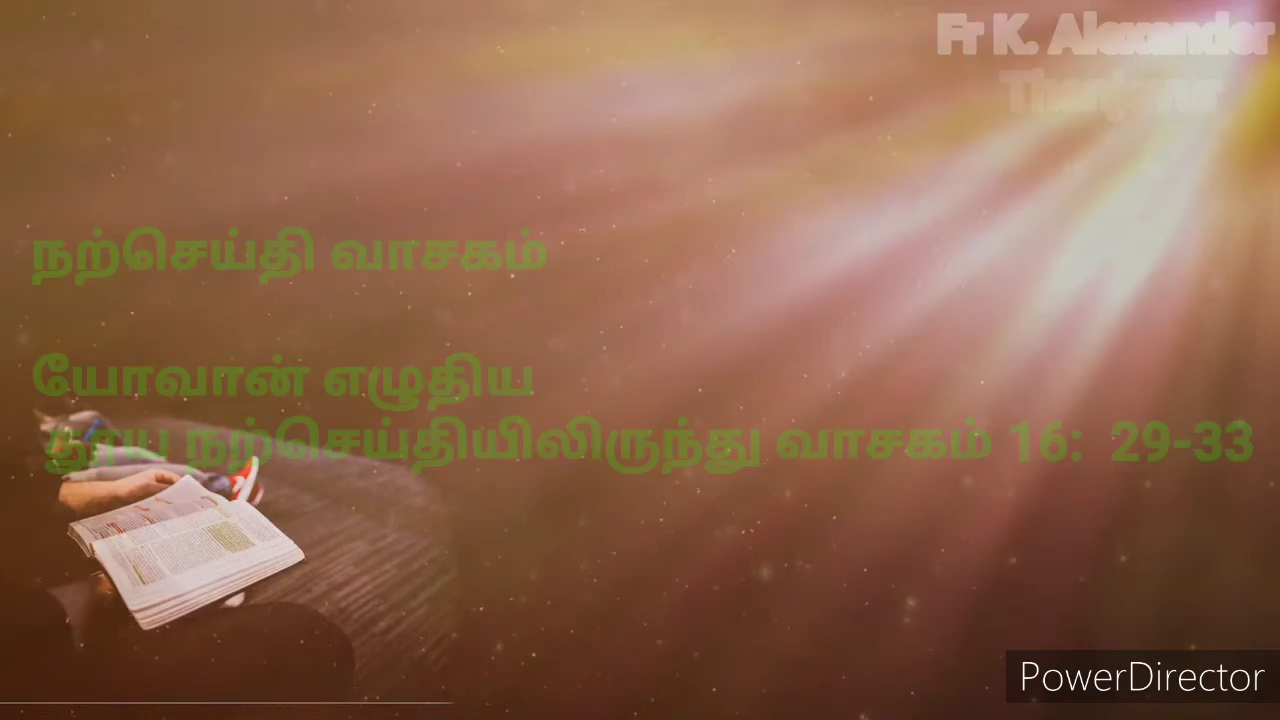 Fr K. Alexander
நற்செய்தி வாசகம்
யோவான் எழுதிய
தூய நற்செய்தியிலிருந்து வாசகம் 16: 29-33
PowerDirector